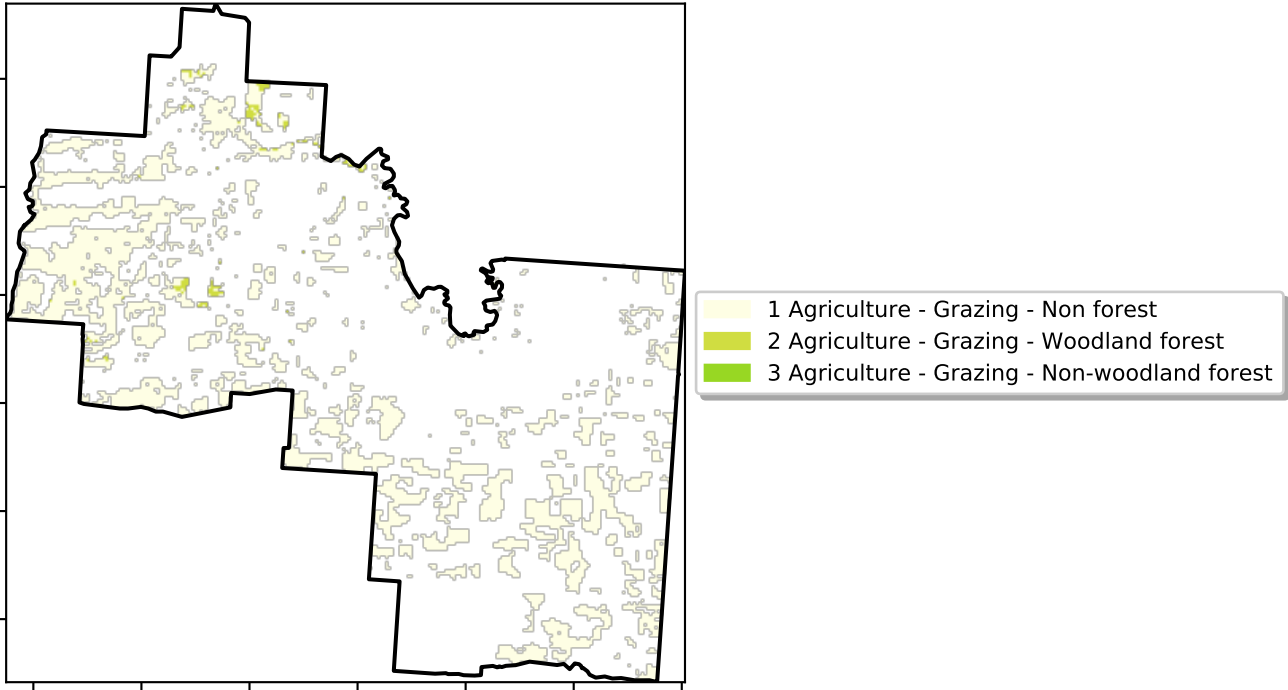 1 Agriculture - Grazing - Non forest
2 Agriculture - Grazing - Woodland forest
3 Agriculture - Grazing - Non-woodland forest